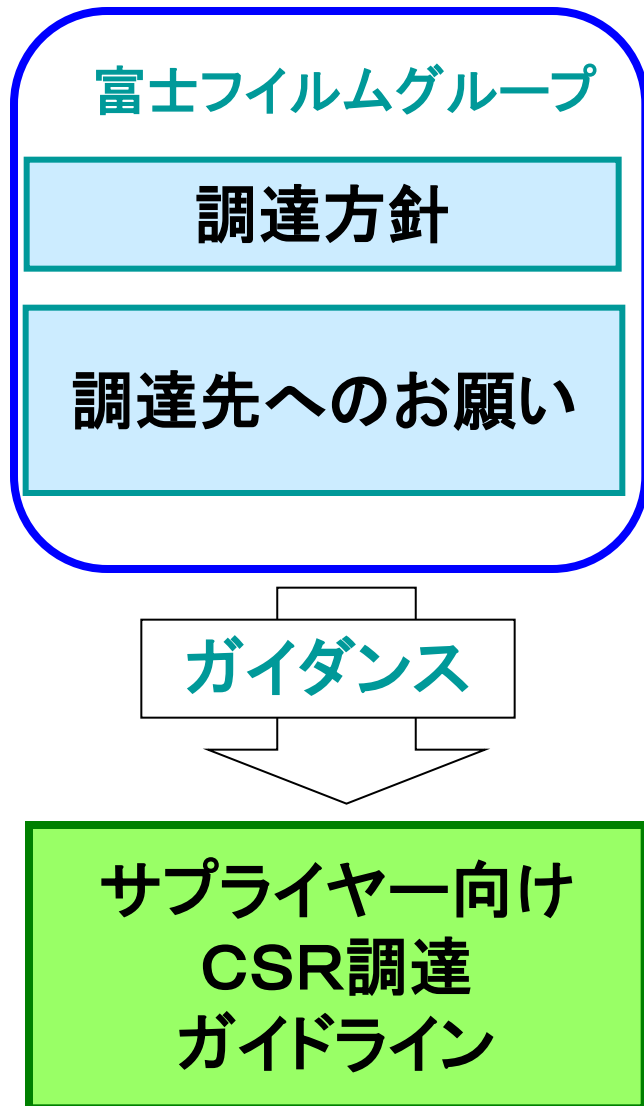 富士フイルムグループ
調達方針
調達先へのお願い
ガイダンス
サプライヤー向け
ＣＳＲ調達
ガイドライン